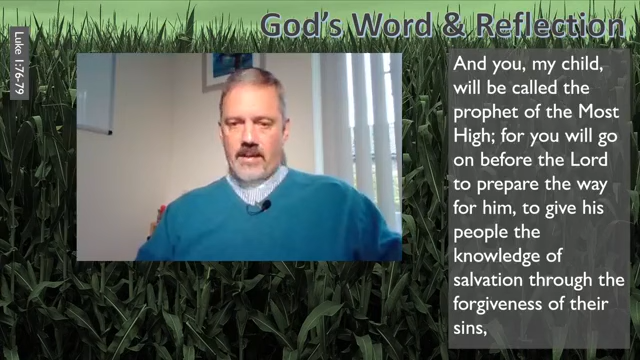 God's Word & Reflection
Luke 1:76-79
And you, my child,
will be called the
prophet of the Most
High; for you will go
on before the Lord
to prepare the way
for him, to give his
people the
knowledge of
salvation through the
forgiveness of their
sins,